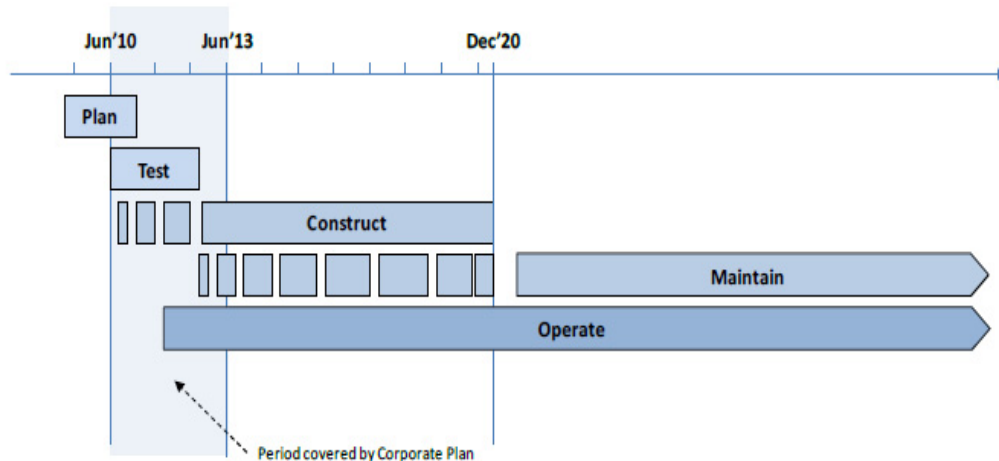 Jun'10 Jun'13 Dec'20
Plan
Test
Construct
Maintain
Operate
Period covered by Corporate Plan